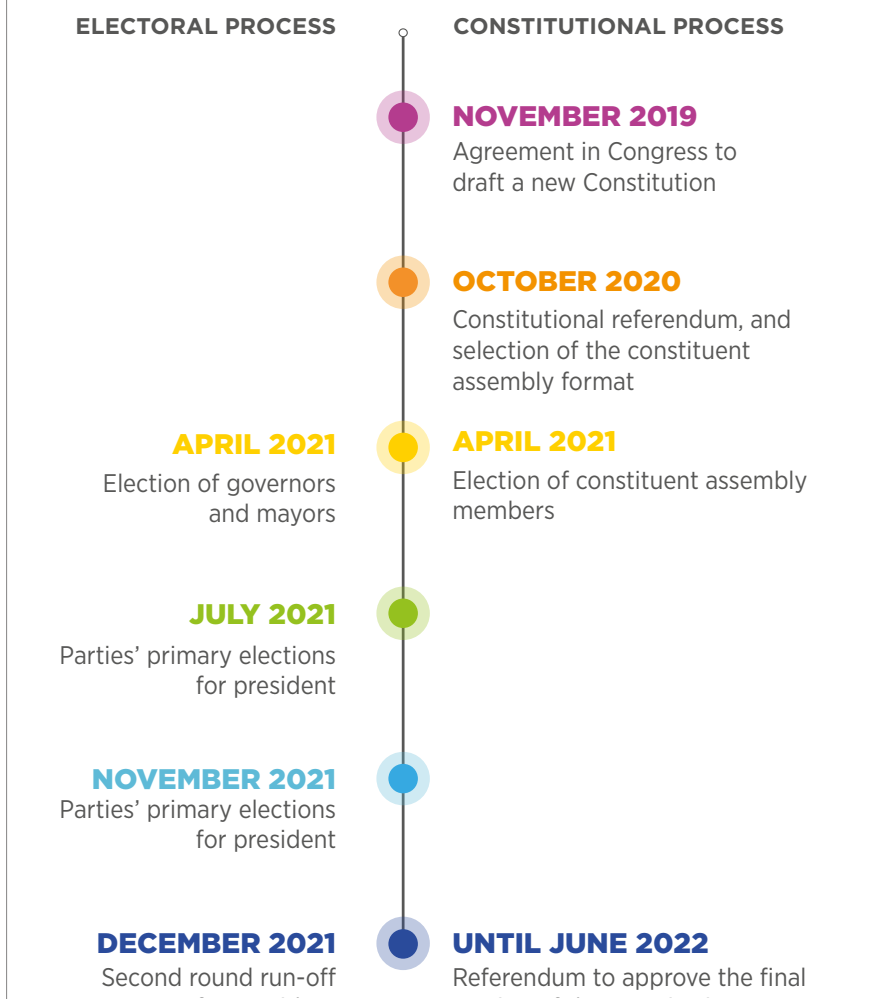 ELECTORAL PROCESS
CONSTITUTIONAL PROCESS
NOVEMBER 2019
Agreement in Congress to
draft a new Constitution
OCTOBER 2020
Constitutional referendum, and
selection of the constituent
assembly format
APRIL 2021
Election of governors
and mayors
APRIL 2021
Election of constituent assembly
members
JULY 2021
Parties’ primary elections
for president
NOVEMBER 2021
Parties’ primary elections
for president
DECEMBER 2021
Second round run-off
UNTIL JUNE 2022
Referendum to approve the final